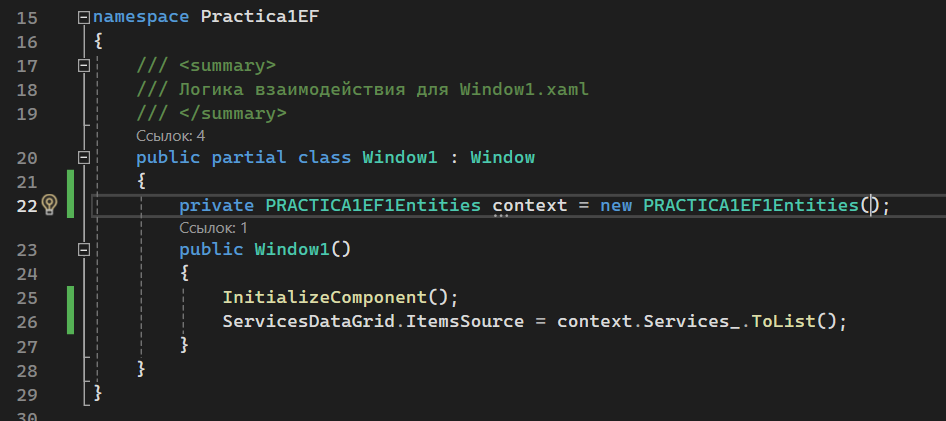 15 namespace Practica1EF
16 {
17 /// <summary>
18 /// Логика взаимодействия для Window1.xaml
19 /// </summary>
Ссылок: 4
20 public partial class Window1 : Window
21 {
22 private PRACTICA1EF1Entities context = new PRACTICA1EF1Entities();
Ссылок: 1
23 public Window1()
24 {
25 InitializeComponent();
26 ServicesDataGrid.ItemsSource = context.Services_.ToList();
27 }
28 }
29 }
30